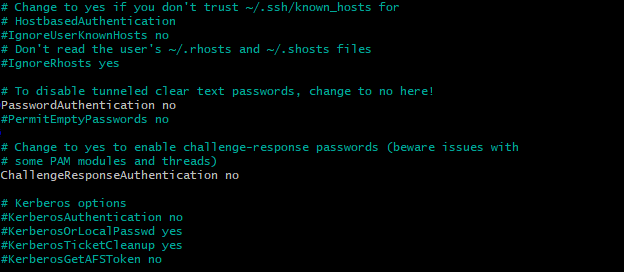 # Change to yes if you don't trust ~/.ssh/known_hosts for
# HostbasedAuthentication
#IgnoreUserKnownHosts no
# Don't read the user's ~/.rhosts and ~/.shosts files
#IgnoreRhosts yes
# To disable tunneled clear text passwords, change to no here!
PasswordAuthentication no
#PermitEmptyPasswords no
# Change to yes to enable challenge-response passwords (beware issues with
# some PAM modules and threads)
ChallengeResponseAuthentication no
# Kerberos options
#KerberosAuthentication no
#KerberosOrLocalPasswd yes
#KerberosTicketCleanup yes
#KerberosGetAFSToken no